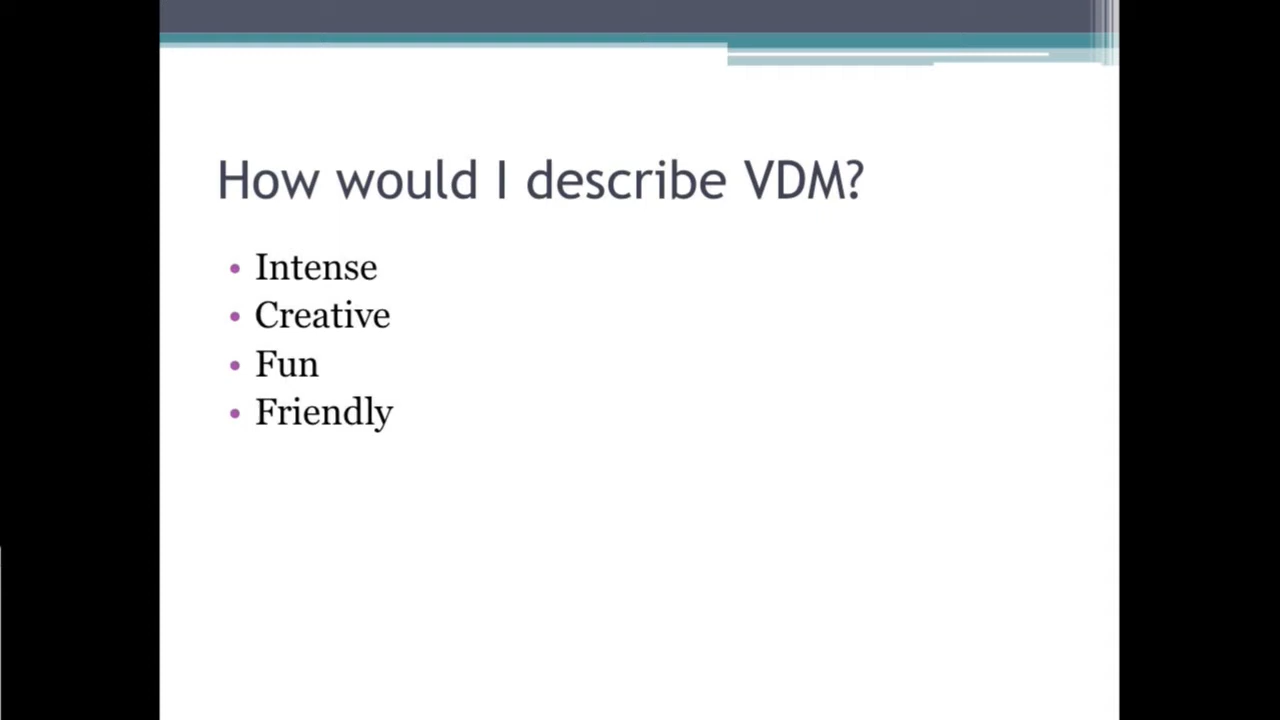 How would I describe VDM?
• Intense
• Creative
• Fun
• Friendly